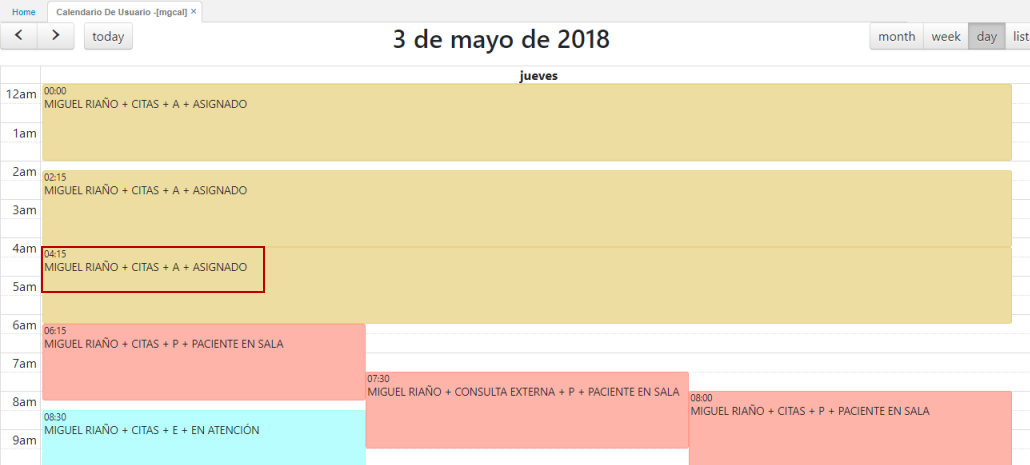 Home
Calendario De Usuario -[mgcal] ×
< > today
3 de mayo de 2018
month week day list
jueves
12am
00:00
MIGUEL RIAÑO + CITAS + A + ASIGNADO
1am
2am
02:15
MIGUEL RIAÑO + CITAS + A + ASIGNADO
3am
4am
04:15
MIGUEL RIAÑO + CITAS + A + ASIGNADO
5am
6am
06:15
MIGUEL RIAÑO + CITAS + P + PACIENTE EN SALA
7am
07:30
MIGUEL RIAÑO + CONSULTA EXTERNA + P + PACIENTE EN SALA
8am
08:00
MIGUEL RIAÑO + CITAS + P + PACIENTE EN SALA
08:30
MIGUEL RIAÑO + CITAS + E + EN ATENCIÓN
9am